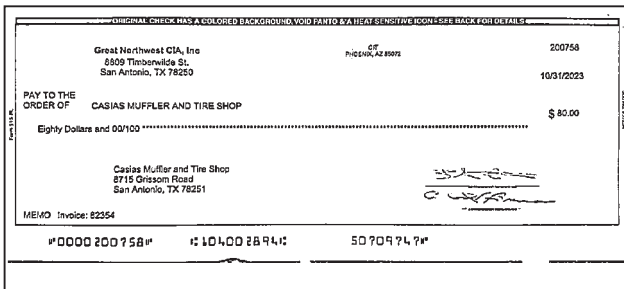 ORIGINAL CHECK HAS A COLORED BACKGROUND, VOID PANTO & A HEAT SENSITIVE ICON - SEE BACK FOR DETAILS
Great Northwest CIA, Inc
8809 Timberwilde St.
San Antonio, TX 78250
CIT
PHOENIX, AZ 85072
200758
10/31/2023
PAY TO THE
ORDER OF CASIAS MUFFLER AND TIRE SHOP
$ 80.00
Eighty Dollars and 00/100
Casias Muffler and Tire Shop
8715 Grissom Road
San Antonio, TX 78251
MEMO Invoice: 82354
⑈0000200758⑈ ⑆104002894⑆ 50709747⑈